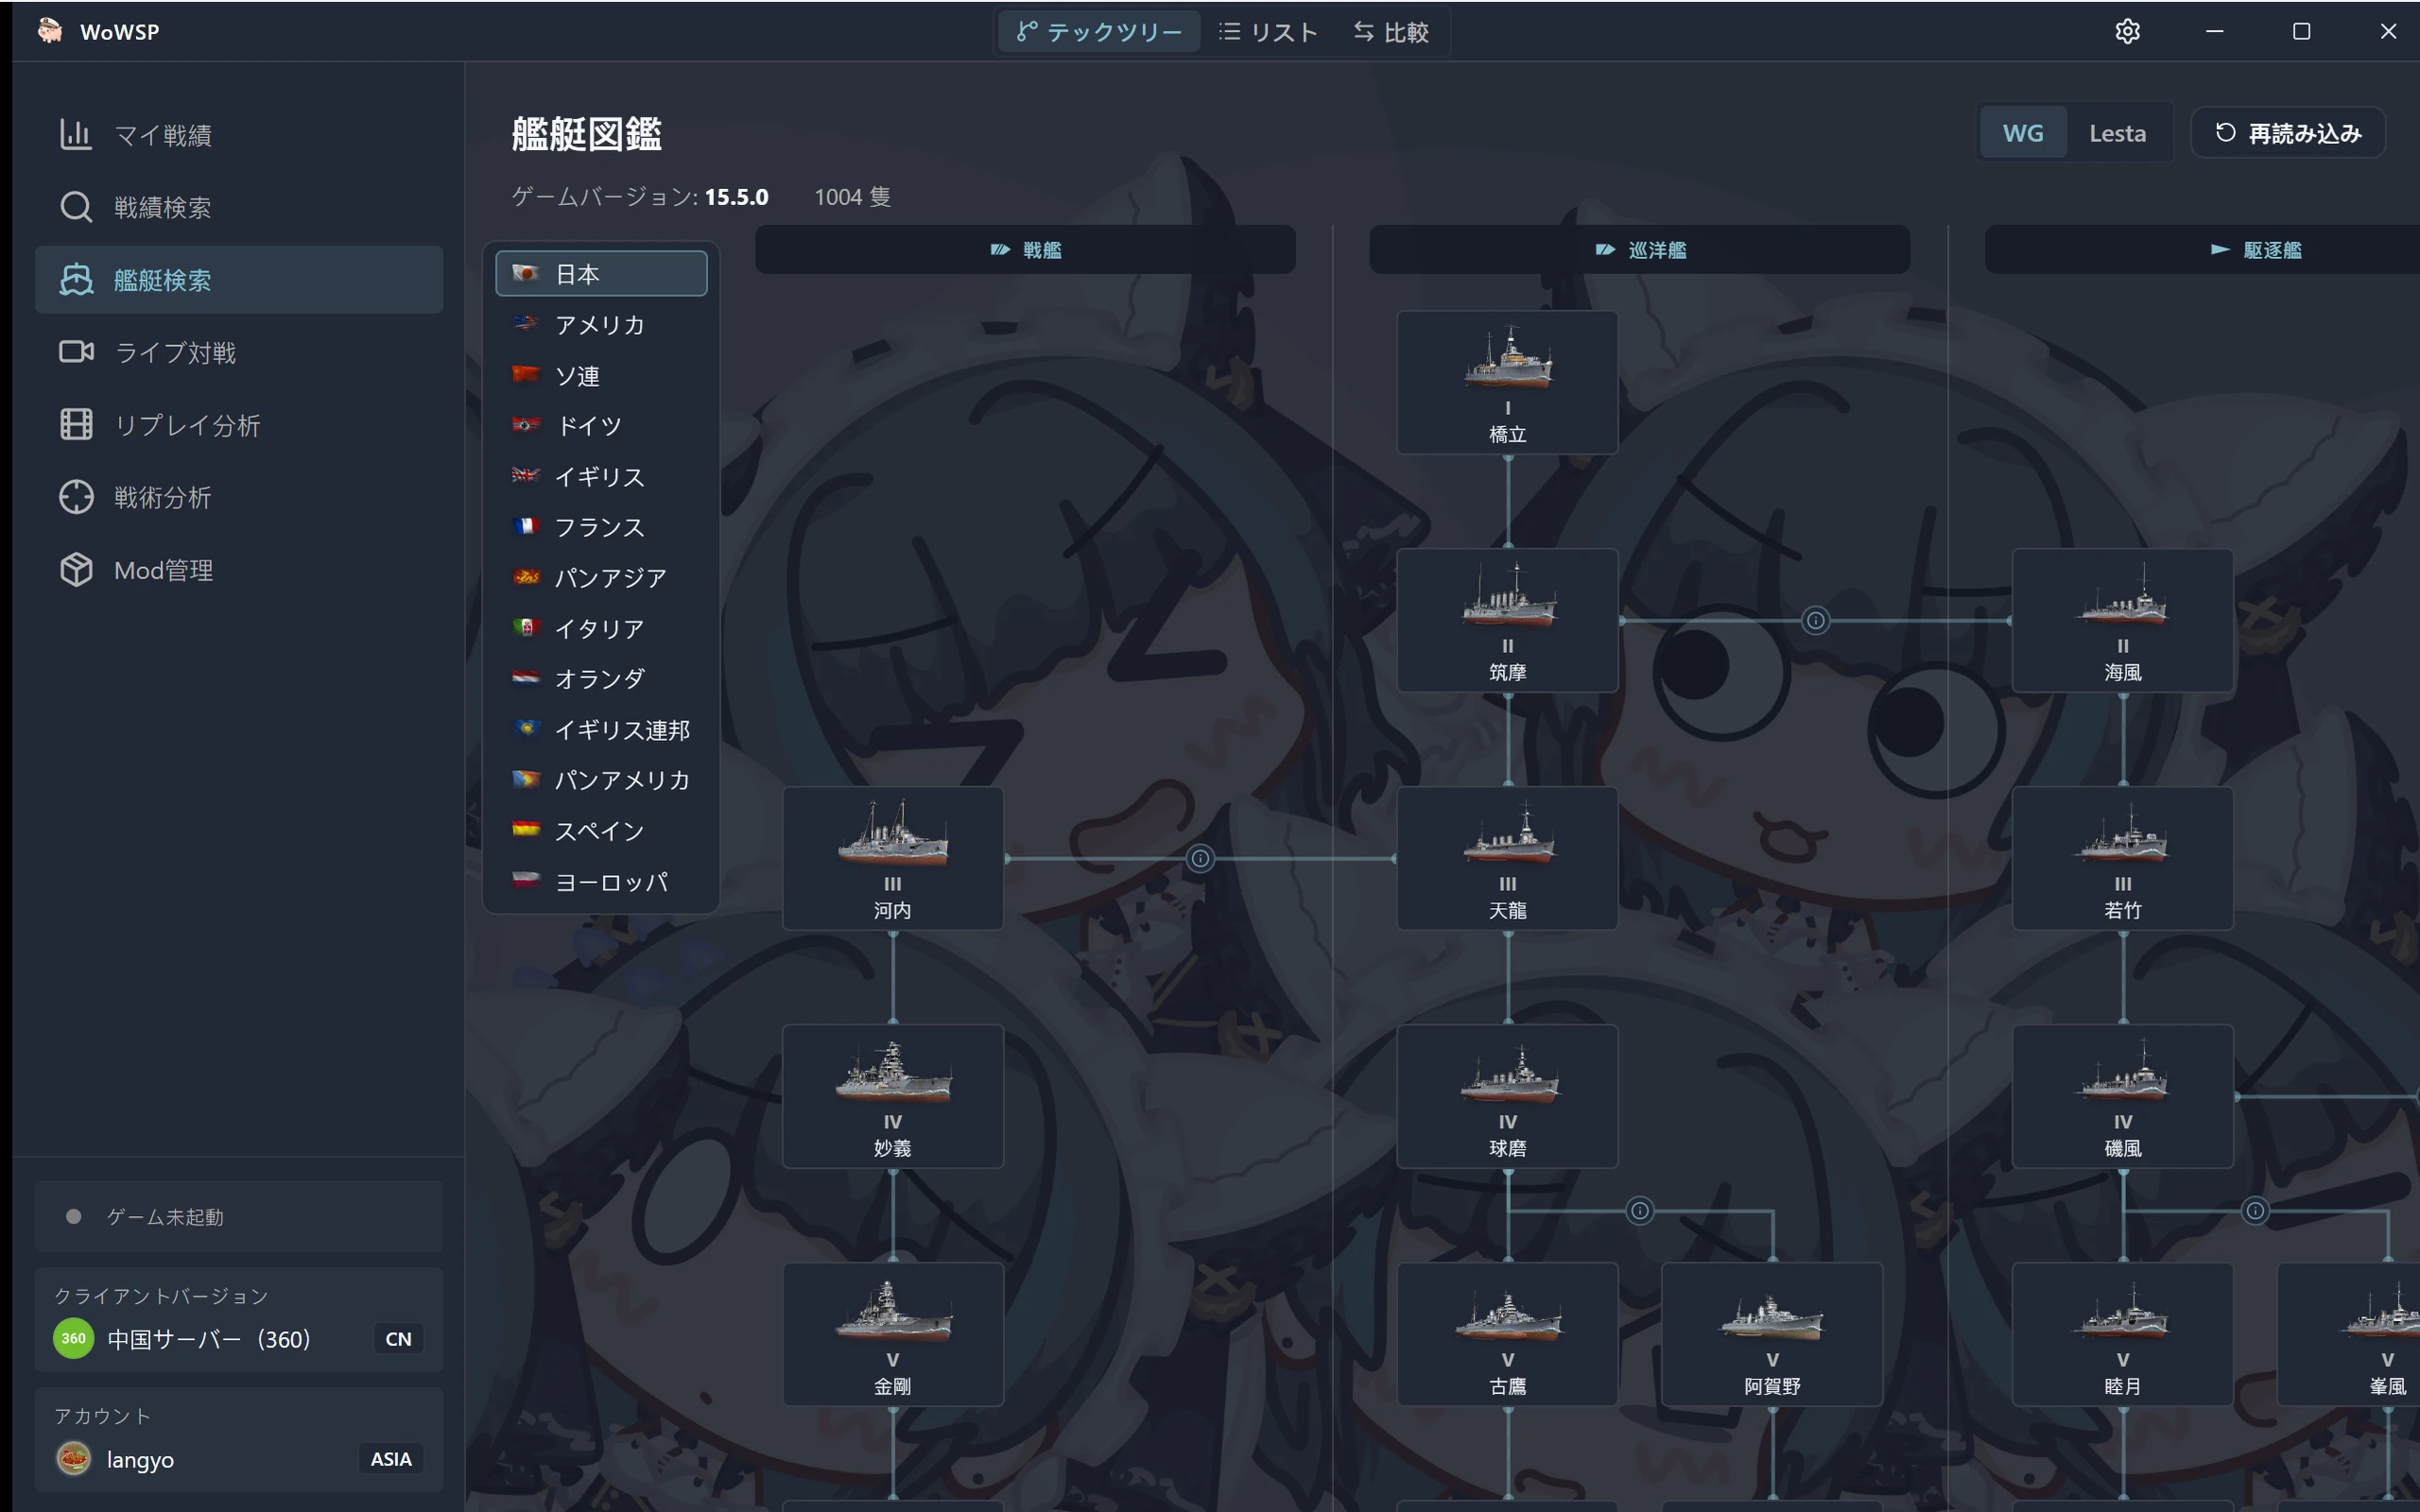 WoWSP
テックツリー
リスト
比較
マイ戦績
戦績検索
艦艇検索
ライブ対戦
リプレイ分析
戦術分析
Mod管理
ゲーム未起動
クライアントバージョン
360
中国サーバー（360）
CN
アカウント
langyo
ASIA
艦艇図鑑
WG
Lesta
再読み込み
ゲームバージョン: 15.5.0
1004 隻
日本
アメリカ
ソ連
ドイツ
イギリス
フランス
パンアジア
イタリア
オランダ
イギリス連邦
パンアメリカ
スペイン
ヨーロッパ
戦艦
巡洋艦
駆逐艦
I
橋立
II
筑摩
II
海風
III
河内
III
天龍
III
若竹
IV
妙義
IV
球磨
IV
磯風
V
金剛
V
古鷹
V
阿賀野
V
睦月
V
峯風